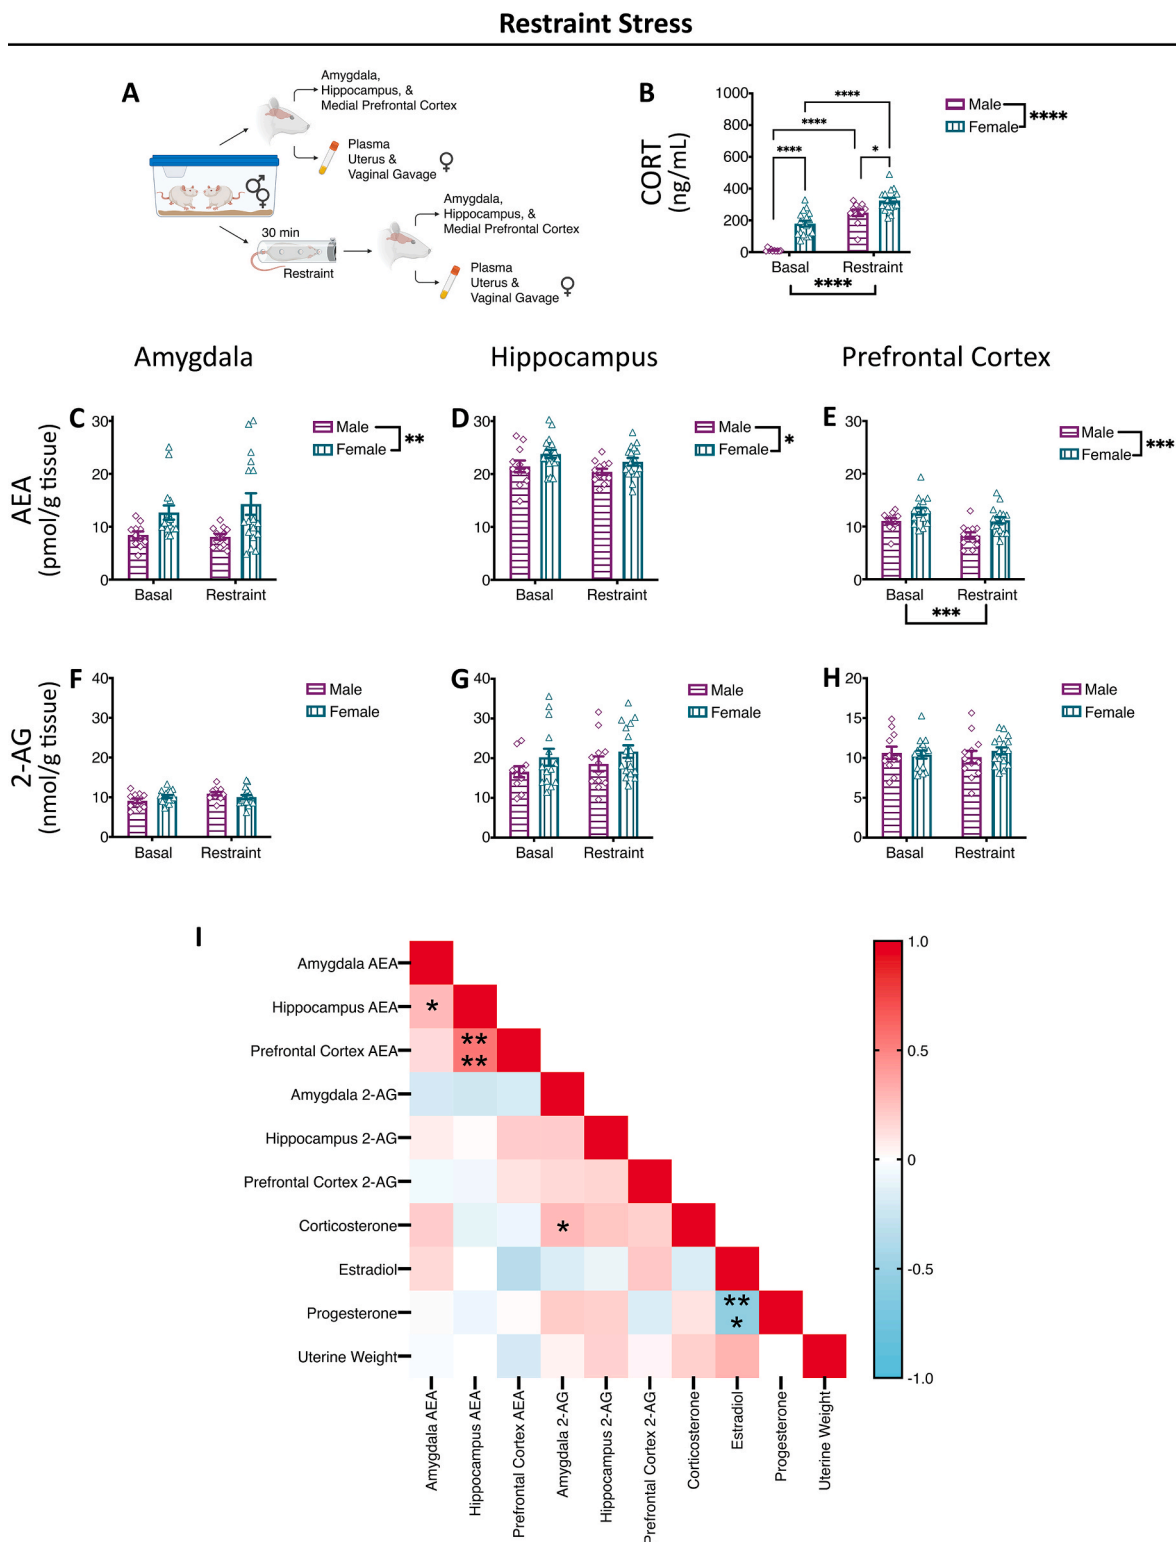 Restraint Stress
A
Amygdala,
Hippocampus, &
Medial Prefrontal Cortex
Plasma
Uterus &
Vaginal Gavage ♀
30 min
Restraint
Amygdala,
Hippocampus, &
Medial Prefrontal Cortex
Plasma
Uterus &
Vaginal Gavage ♀
B
CORT
(ng/mL)
1000
800
600
400
200
0
****
****
****
*
Basal
Restraint
****
Male
Female
****
Amygdala
Hippocampus
Prefrontal Cortex
AEA
(pmol/g tissue)
C
30
20
10
0
Basal
Restraint
Male
Female
**
D
30
20
10
0
Basal
Restraint
Male
Female
*
E
30
20
10
0
Basal
Restraint
***
Male
Female
***
2-AG
(nmol/g tissue)
F
40
30
20
10
0
Basal
Restraint
Male
Female
G
40
30
20
10
0
Basal
Restraint
Male
Female
H
20
15
10
5
0
Basal
Restraint
Male
Female
I
Amygdala AEA
Hippocampus AEA
*
Prefrontal Cortex AEA
**
**
Amygdala 2-AG
Hippocampus 2-AG
Prefrontal Cortex 2-AG
Corticosterone
*
Estradiol
Progesterone
**
*
Uterine Weight
Amygdala AEA
Hippocampus AEA
Prefrontal Cortex AEA
Amygdala 2-AG
Hippocampus 2-AG
Prefrontal Cortex 2-AG
Corticosterone
Estradiol
Progesterone
Uterine Weight
1.0
0.5
0
-0.5
-1.0